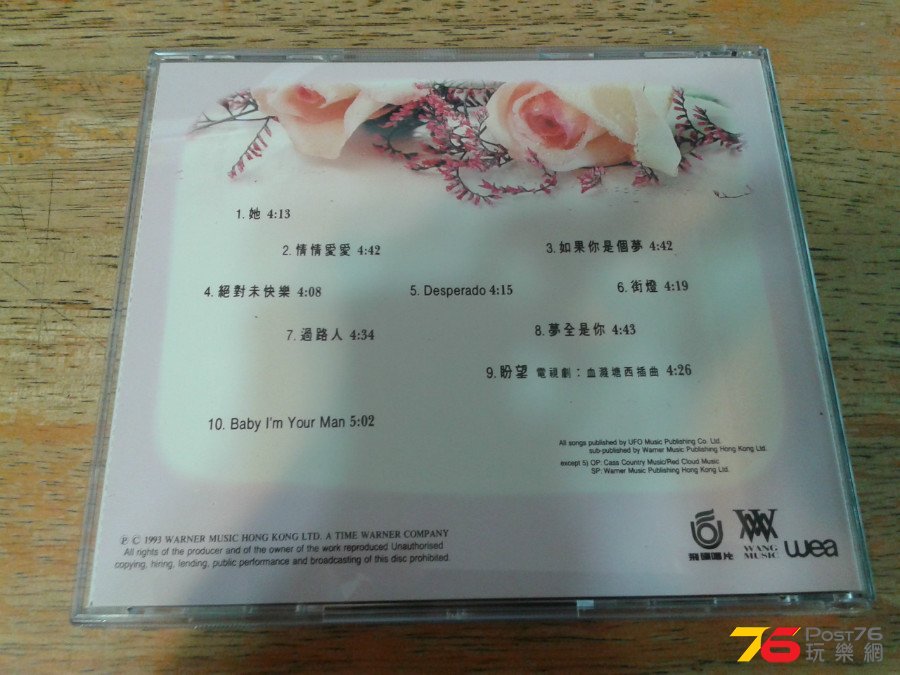 1. 她 4:13
2. 情情愛愛 4:42
3. 如果你是個夢 4:42
4. 絕對未快樂 4:08
5. Desperado 4:15
6. 街燈 4:19
7. 過路人 4:34
8. 夢全是你 4:43
9. 盼望 電視劇：血濺塘西插曲 4:26
10. Baby I'm Your Man 5:02
All songs published by UFO Music Publishing Co. Ltd.
sub-published by Warner Music Publishing Hong Kong Ltd.
except 5) OP: Cass Country Music/Red Cloud Music
SP: Warner Music Publishing Hong Kong Ltd.
℗ © 1993 WARNER MUSIC HONG KONG LTD. A TIME WARNER COMPANY
All rights of the producer and of the owner of the work reproduced Unauthorised
copying, hiring, lending, public performance and broadcasting of this disc prohibited.
飛碟唱片
WANG
MUSIC
wea
76 POST76
玩樂網